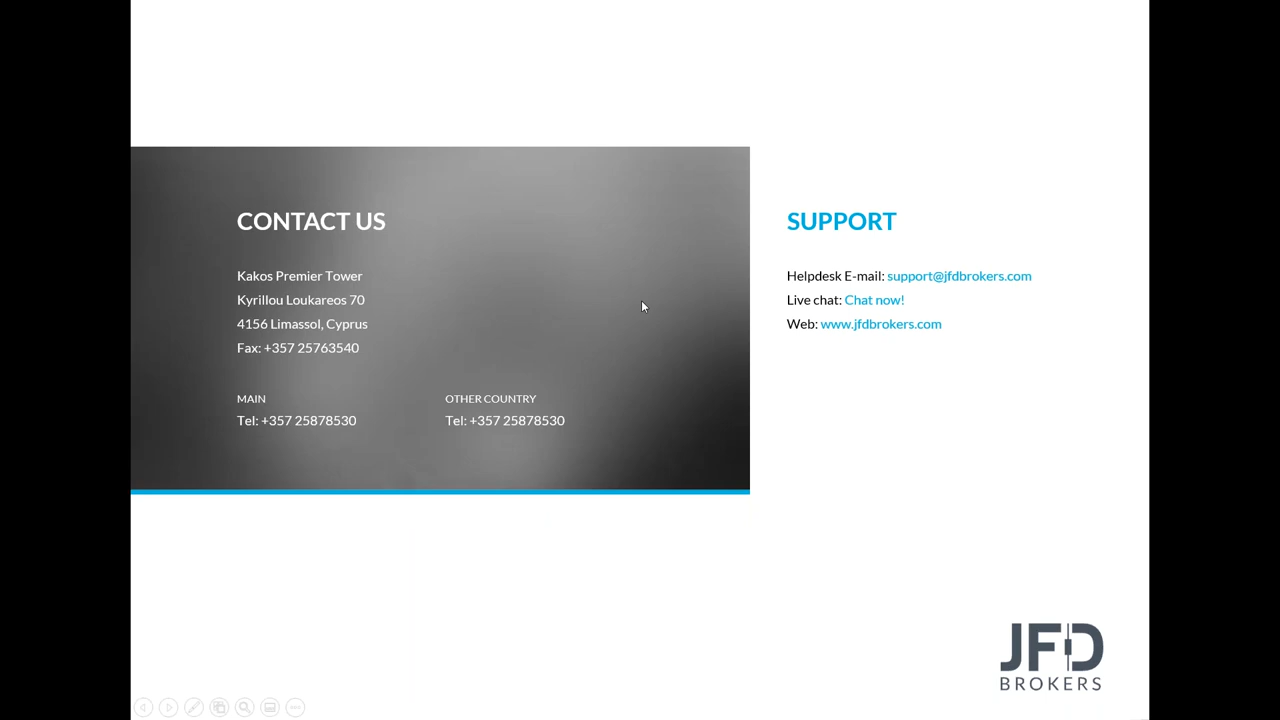 CONTACT US
Kakos Premier Tower
Kyrillou Loukareos 70
4156 Limassol, Cyprus
Fax: +357 25763540
MAIN
Tel: +357 25878530
OTHER COUNTRY
Tel: +357 25878530
SUPPORT
Helpdesk E-mail: support@jfdbrokers.com
Live chat: Chat now!
Web: www.jfdbrokers.com
JFD
BROKERS